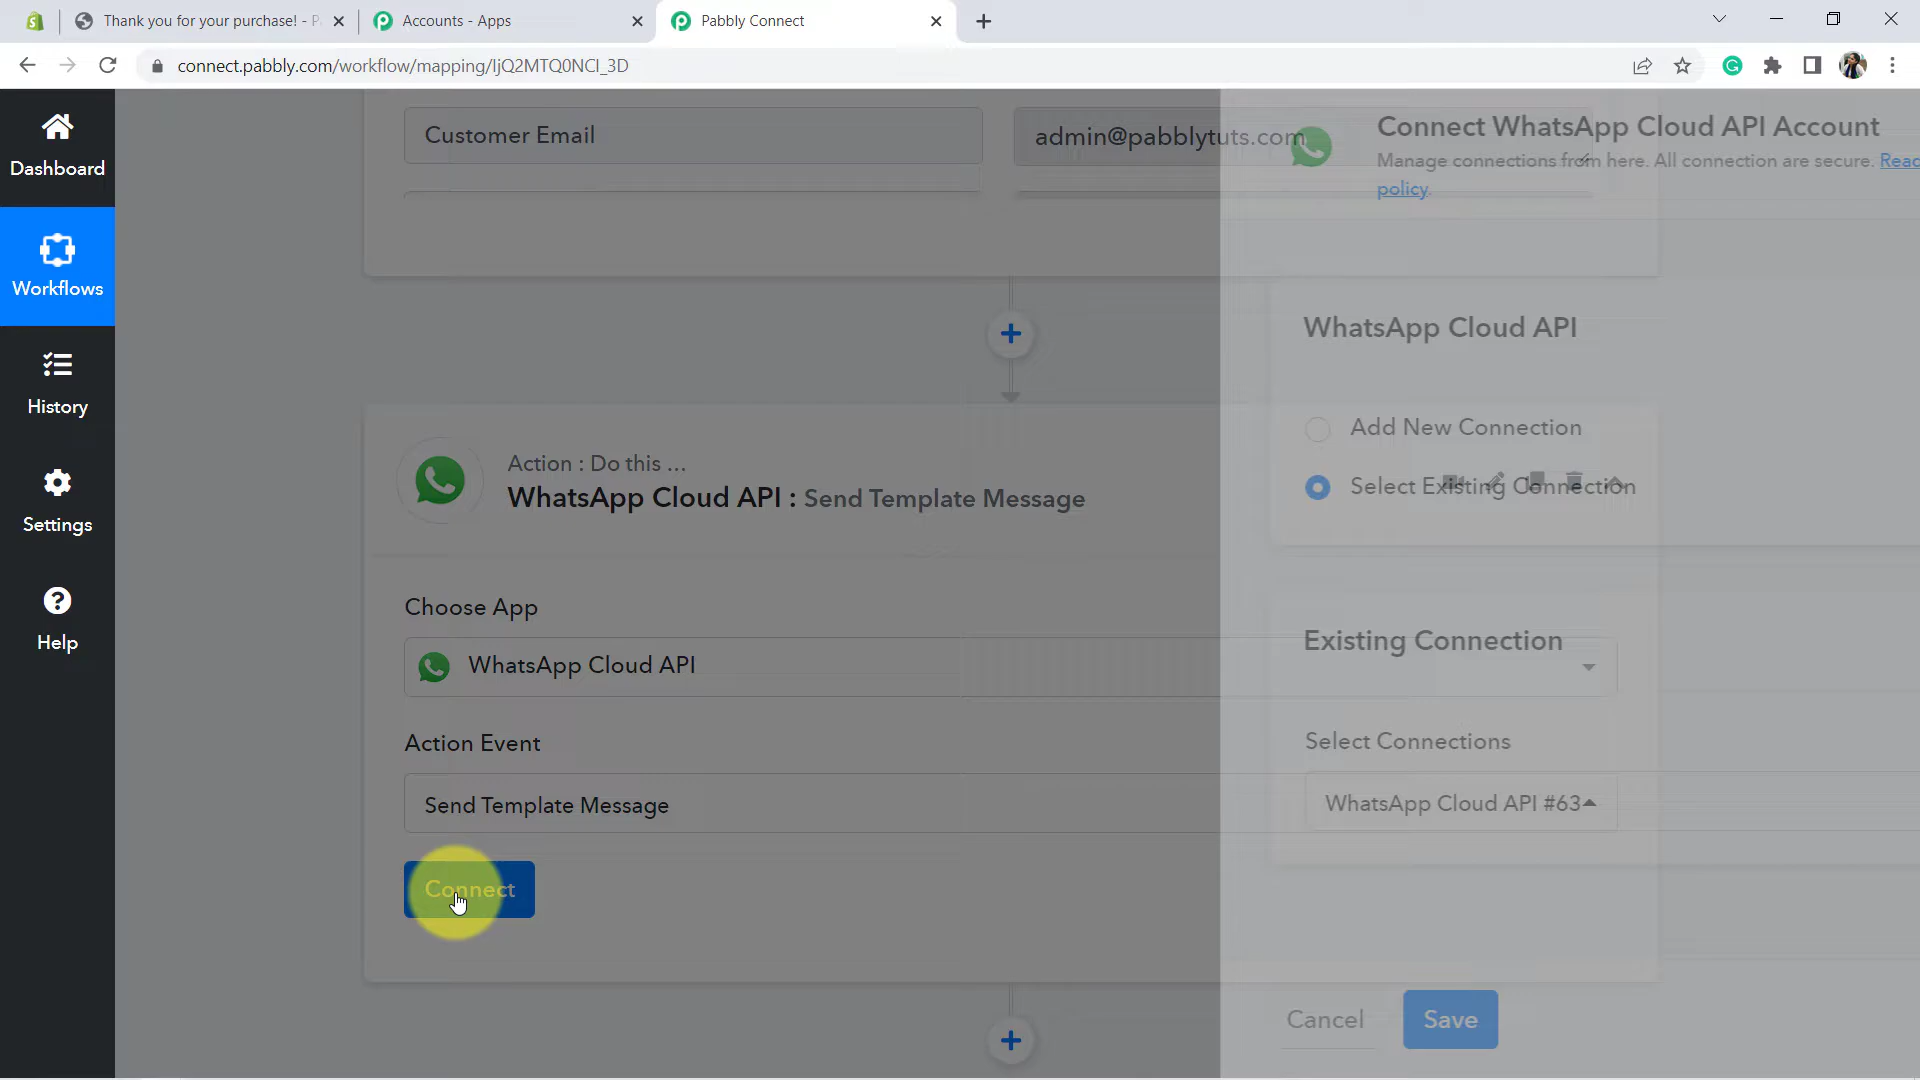 Thank you for your purchase! - P
Accounts - Apps
Pabbly Connect
connect.pabbly.com/workflow/mapping/IjQ2MTQ0NCI_3D
Dashboard
Workflows
History
Settings
Help
Customer Email
admin@pabblytuts.com
Action : Do this ...
WhatsApp Cloud API : Send Template Message
Choose App
WhatsApp Cloud API
Action Event
Send Template Message
Connect
Connect WhatsApp Cloud API Account
Manage connections from here. All connection are secure. Read
policy.
WhatsApp Cloud API
Add New Connection
Select Existing Connection
Existing Connection
Select Connections
WhatsApp Cloud API #63
Cancel
Save